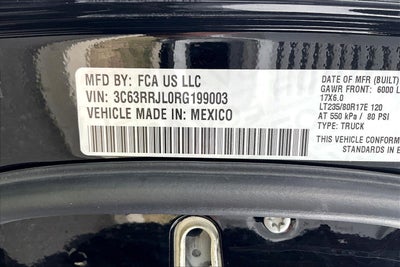 MFD BY: FCA US LLC
VIN: 3C63RRJL0RG199003
VEHICLE MADE IN: MEXICO
DATE OF MFR (BUILT)
GAWR FRONT: 6000 L
17X6.0
LT235/80R17E 120
AT 550 kPa / 80 PSI
TYPE: TRUCK
THIS VEHICLE CONFORM
STANDARDS IN E